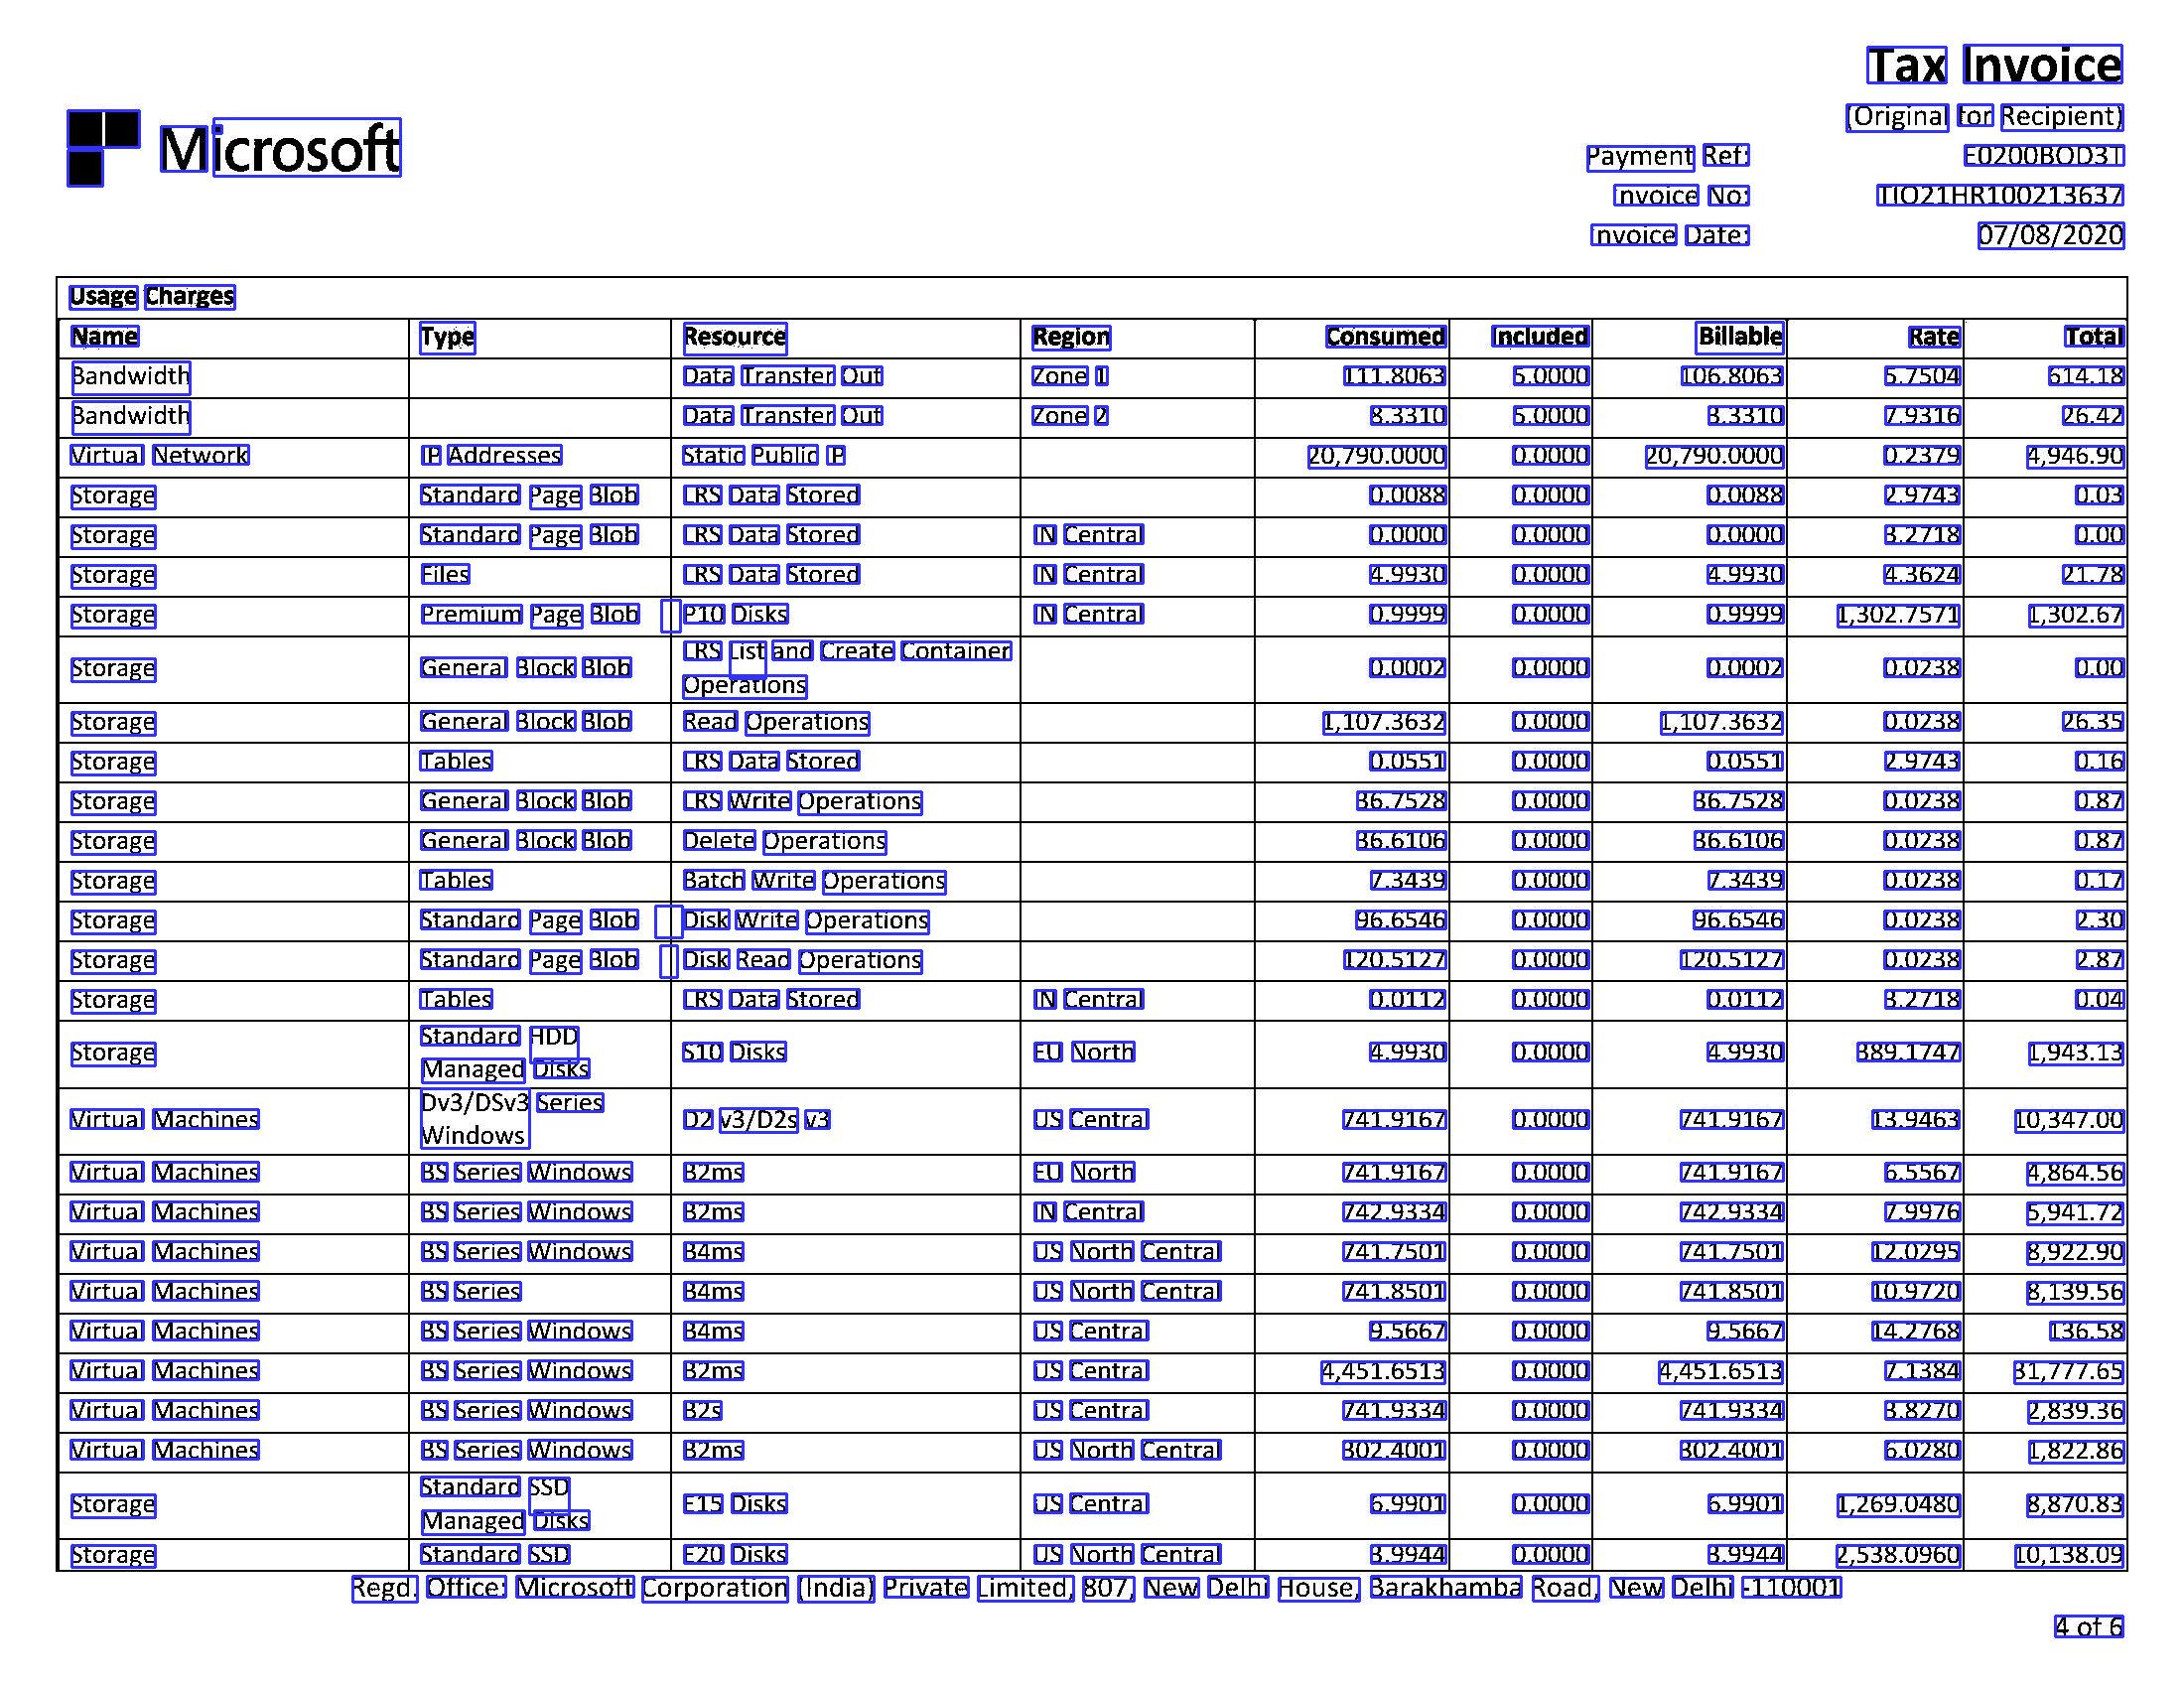 Tax Invoice
(Original for Recipient)
Microsoft
Payment Ref: E0200BOD3T
Invoice No: TIO21HR100213637
Invoice Date: 07/08/2020
Usage Charges
Name Type Resource Region Consumed Included Billable Rate Total
Bandwidth Data Transfer Out Zone 1 111.8063 5.0000 106.8063 5.7504 614.18
Bandwidth Data Transfer Out Zone 2 8.3310 5.0000 3.3310 7.9316 26.42
Virtual Network IP Addresses Static Public IP 20,790.0000 0.0000 20,790.0000 0.2379 4,946.90
Storage Standard Page Blob LRS Data Stored 0.0088 0.0000 0.0088 2.9743 0.03
Storage Standard Page Blob LRS Data Stored IN Central 0.0000 0.0000 0.0000 3.2718 0.00
Storage Files LRS Data Stored IN Central 4.9930 0.0000 4.9930 4.3624 21.78
Storage Premium Page Blob P10 Disks IN Central 0.9999 0.0000 0.9999 1,302.7571 1,302.67
LRS List and Create Container
Storage General Block Blob 0.0002 0.0000 0.0002 0.0238 0.00
Operations
Storage General Block Blob Read Operations 1,107.3632 0.0000 1,107.3632 0.0238 26.35
Storage Tables LRS Data Stored 0.0551 0.0000 0.0551 2.9743 0.16
Storage General Block Blob LRS Write Operations 36.7528 0.0000 36.7528 0.0238 0.87
Storage General Block Blob Delete Operations 36.6106 0.0000 36.6106 0.0238 0.87
Storage Tables Batch Write Operations 7.3439 0.0000 7.3439 0.0238 0.17
Storage Standard Page Blob Disk Write Operations 96.6546 0.0000 96.6546 0.0238 2.30
Storage Standard Page Blob Disk Read Operations 120.5127 0.0000 120.5127 0.0238 2.87
Storage Tables LRS Data Stored IN Central 0.0112 0.0000 0.0112 3.2718 0.04
Standard HDD
Storage S10 Disks EU North 4.9930 0.0000 4.9930 389.1747 1,943.13
Managed Disks
Dv3/DSv3 Series
Virtual Machines D2 v3/D2s v3 US Central 741.9167 0.0000 741.9167 13.9463 10,347.00
Windows
Virtual Machines BS Series Windows B2ms EU North 741.9167 0.0000 741.9167 6.5567 4,864.56
Virtual Machines BS Series Windows B2ms IN Central 742.9334 0.0000 742.9334 7.9976 5,941.72
Virtual Machines BS Series Windows B4ms US North Central 741.7501 0.0000 741.7501 12.0295 8,922.90
Virtual Machines BS Series B4ms US North Central 741.8501 0.0000 741.8501 10.9720 8,139.56
Virtual Machines BS Series Windows B4ms US Central 9.5667 0.0000 9.5667 14.2768 136.58
Virtual Machines BS Series Windows B2ms US Central 4,451.6513 0.0000 4,451.6513 7.1384 31,777.65
Virtual Machines BS Series Windows B2s US Central 741.9334 0.0000 741.9334 3.8270 2,839.36
Virtual Machines BS Series Windows B2ms US North Central 302.4001 0.0000 302.4001 6.0280 1,822.86
Standard SSD
Storage E15 Disks US Central 6.9901 0.0000 6.9901 1,269.0480 8,870.83
Managed Disks
Storage Standard SSD E20 Disks US North Central 3.9944 0.0000 3.9944 2,538.0960 10,138.09
Regd. Office: Microsoft Corporation (India) Private Limited, 807, New Delhi House, Barakhamba Road, New Delhi -110001
4 of 6